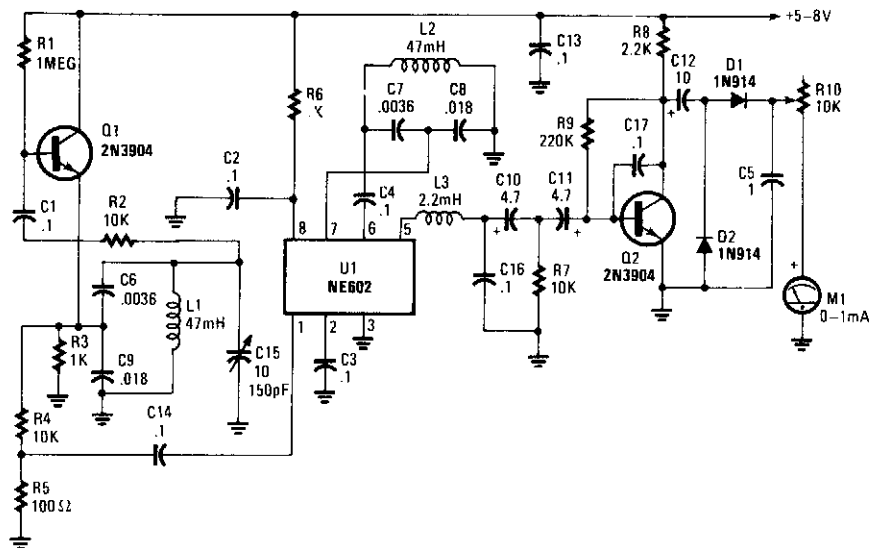 +5–8V
R1
1MEG
L2
47mH
C13
.1
R8
2.2K
C12
10
+
D1
1N914
R10
10K
R6
K
C7
.0036
C8
.018
Q1
2N3904
R9
220K
C17
.1
C2
.1
C4
.1
L3
2.2mH
C10
4.7
+
C11
4.7
+
C5
1
C1
.1
R2
10K
8
7
6
5
U1
NE602
Q2
2N3904
D2
1N914
C6
.0036
L1
47mH
C16
.1
R7
10K
+
M1
0–1mA
1
2
3
R3
1K
C9
.018
C15
10
150pF
C3
.1
R4
10K
C14
.1
R5
100Ω